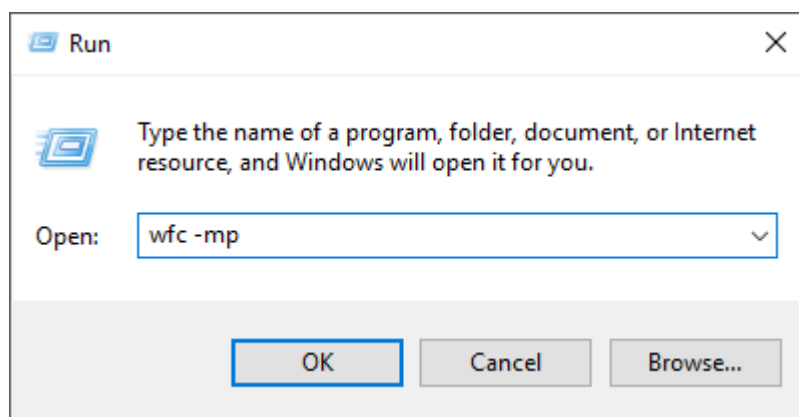 Run
Type the name of a program, folder, document, or Internet
resource, and Windows will open it for you.
Open: wfc -mp
OK Cancel Browse...